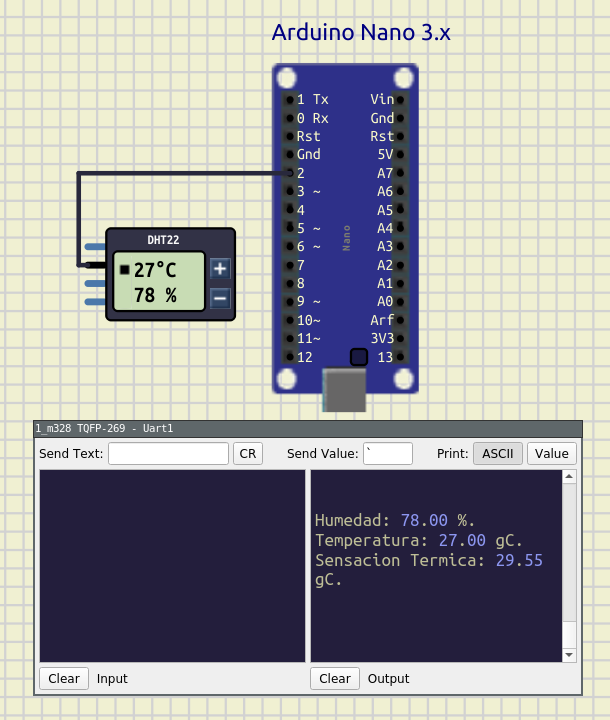 Arduino Nano 3.x
1 Tx Vin
0 Rx Gnd
Rst Rst
Gnd 5V
2 A7
3 ~ A6
4 A5
5 ~ A4
6 ~ A3
7 A2
8 A1
9 ~ A0
10~ Arf
11~ 3V3
12 13
Nano
DHT22
27°C
78 %
+
−
1_m328 TQFP-269 - Uart1
Send Text: CR Send Value: ` Print: ASCII Value
Humedad: 78.00 %.
Temperatura: 27.00 gC.
Sensacion Termica: 29.55
gC.
Clear Input Clear Output